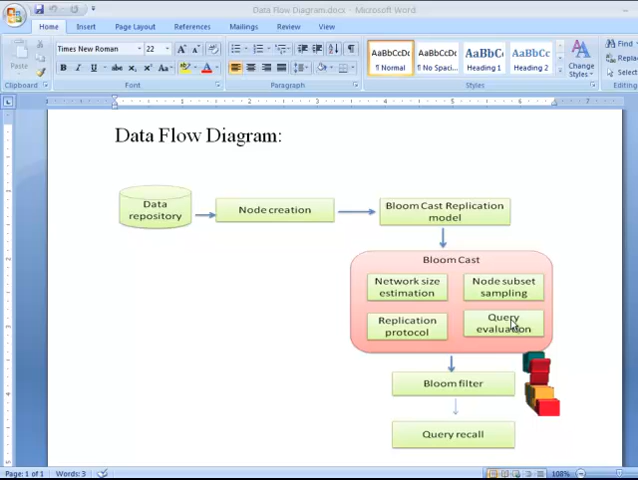 Data Flow Diagram.docx - Microsoft Word
Home
Insert
Page Layout
References
Mailings
Review
View
Paste
Times New Roman
22
AaBbCcDc
AaBbCcDc
AaBbC
AaBbCc
¶ Normal
¶ No Spaci...
Heading 1
Heading 2
Change
Styles
Find
Replace
Select
Clipboard
Font
Paragraph
Styles
Data Flow Diagram:
Data
repository
Node creation
Bloom Cast Replication
model
Bloom Cast
Network size
estimation
Node subset
sampling
Replication
protocol
Query
evaluation
Bloom filter
Query recall
Page: 1 of 1
Words: 3
108%